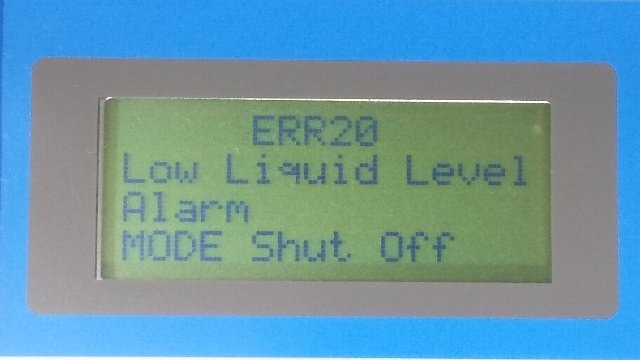 ERR20
Low Liquid Level
Alarm
MODE Shut Off